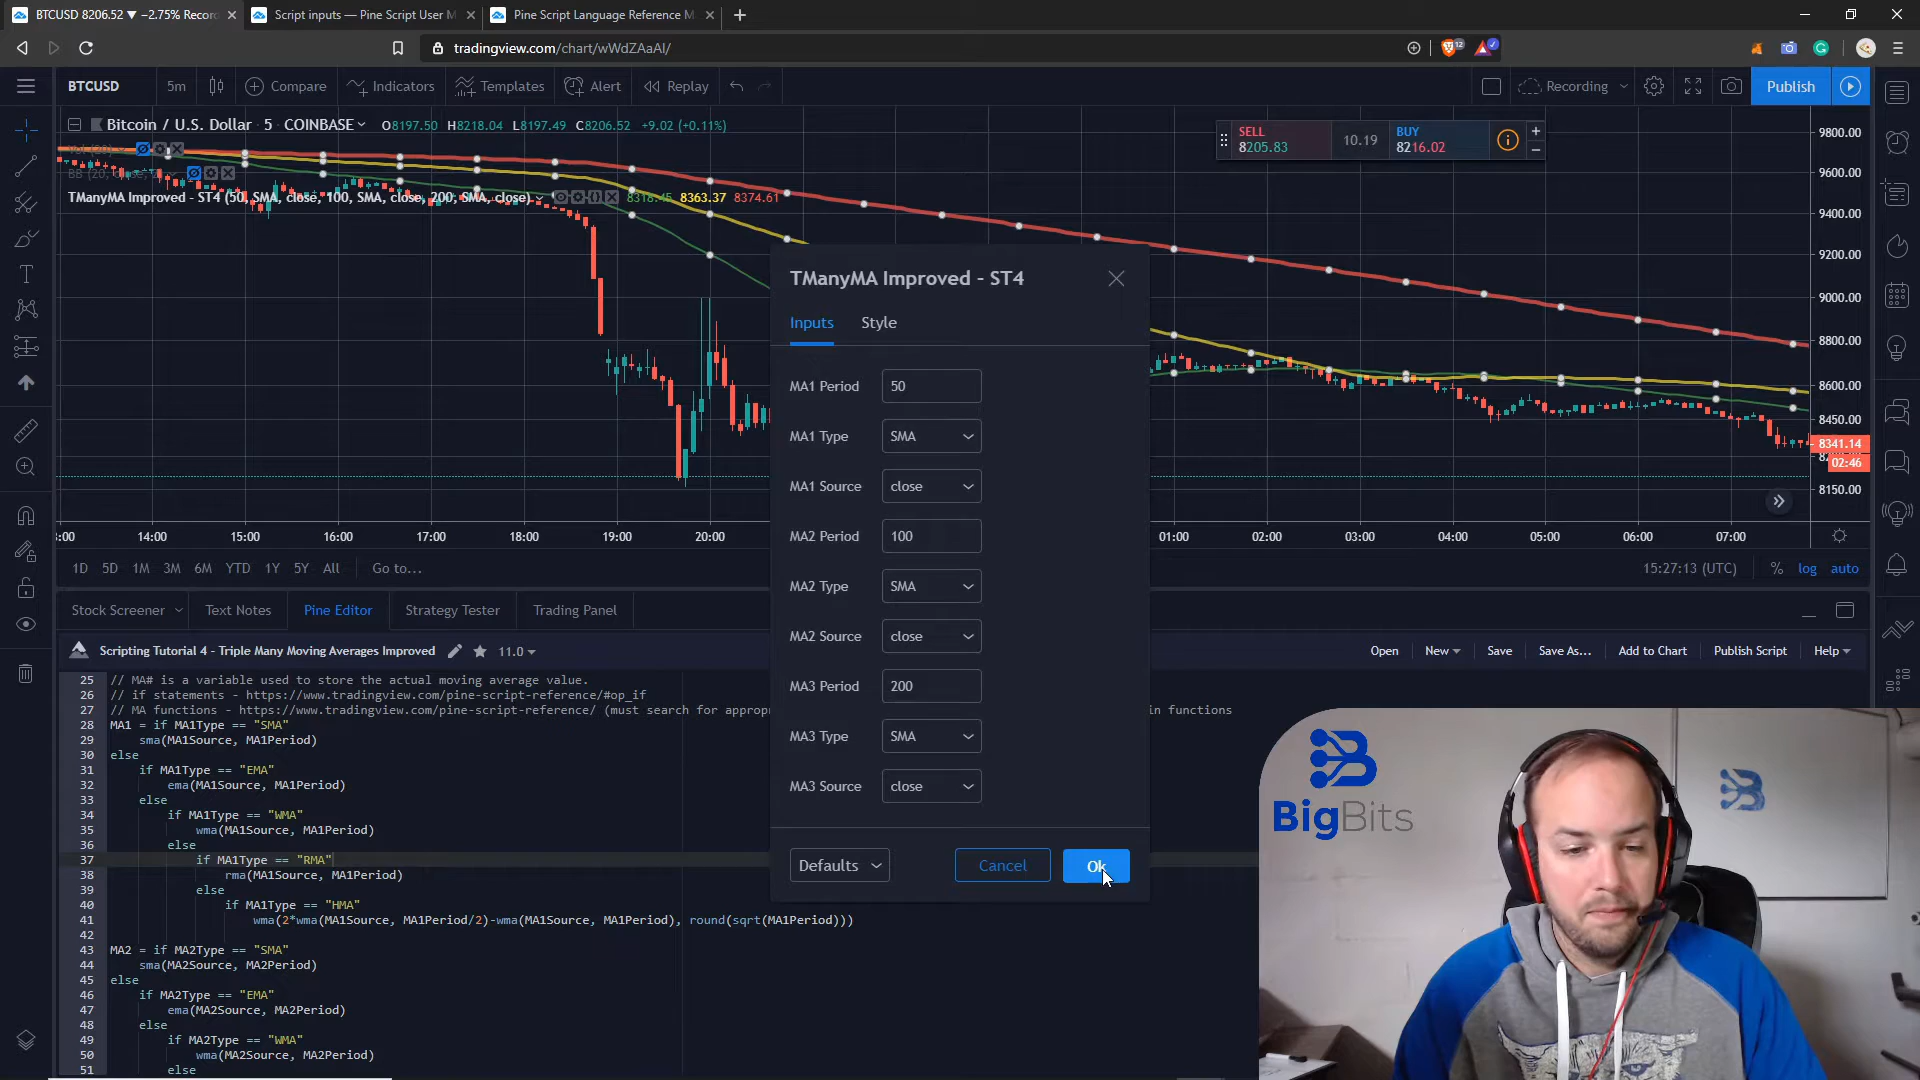 BTCUSD 8206.52 ▼ −2.75% Recor
Script inputs — Pine Script User M
Pine Script Language Reference M
tradingview.com/chart/wWdZAaAI/
12
BTCUSD
5m
Compare
Indicators
Templates
Alert
Replay
Recording
Publish
Bitcoin / U.S. Dollar · 5 · COINBASE
O8197.50 H8218.04 L8197.49 C8206.52 +9.02 (+0.11%)
TManyMA Improved - ST4 (50, SMA, close, 100, SMA, close, 200, SMA, close)
8318.45 8363.37 8374.61
SELL
8205.83
10.19
BUY
8216.02
9800.00
9600.00
9400.00
9200.00
9000.00
8800.00
8600.00
8450.00
8341.14
02:46
8150.00
TManyMA Improved - ST4
Inputs
Style
MA1 Period 50
MA1 Type SMA
MA1 Source close
MA2 Period 100
MA2 Type SMA
MA2 Source close
MA3 Period 200
MA3 Type SMA
MA3 Source close
Defaults
Cancel
Ok
:00 14:00 15:00 16:00 17:00 18:00 19:00 20:00 01:00 02:00 03:00 04:00 05:00 06:00 07:00
1D 5D 1M 3M 6M YTD 1Y 5Y All Go to...
15:27:13 (UTC) % log auto
Stock Screener
Text Notes
Pine Editor
Strategy Tester
Trading Panel
Scripting Tutorial 4 - Triple Many Moving Averages Improved
11.0
Open
New
Save
Save As...
Add to Chart
Publish Script
Help
25 // MA# is a variable used to store the actual moving average value.
26 // if statements - https://www.tradingview.com/pine-script-reference/#op_if
27 // MA functions - https://www.tradingview.com/pine-script-reference/ (must search for approp in functions
28 MA1 = if MA1Type == "SMA"
29 sma(MA1Source, MA1Period)
30 else
31 if MA1Type == "EMA"
32 ema(MA1Source, MA1Period)
33 else
34 if MA1Type == "WMA"
35 wma(MA1Source, MA1Period)
36 else
37 if MA1Type == "RMA"
38 rma(MA1Source, MA1Period)
39 else
40 if MA1Type == "HMA"
41 wma(2*wma(MA1Source, MA1Period/2)-wma(MA1Source, MA1Period), round(sqrt(MA1Period)))
42
43 MA2 = if MA2Type == "SMA"
44 sma(MA2Source, MA2Period)
45 else
46 if MA2Type == "EMA"
47 ema(MA2Source, MA2Period)
48 else
49 if MA2Type == "WMA"
50 wma(MA2Source, MA2Period)
51 else
BigBits